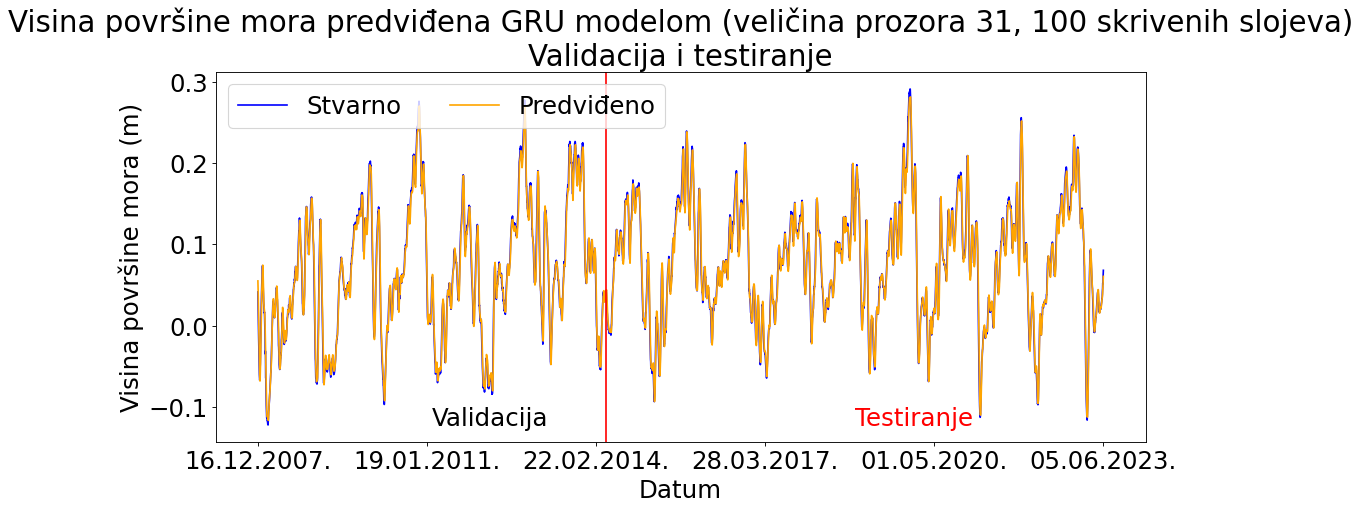 Visina površine mora predviđena GRU modelom (veličina prozora 31, 100 skrivenih slojeva)
Validacija i testiranje
Stvarno
Predviđeno
Visina površine mora (m)
0.3
0.2
0.1
0.0
−0.1
Validacija
Testiranje
16.12.2007.
19.01.2011.
22.02.2014.
28.03.2017.
01.05.2020.
05.06.2023.
Datum